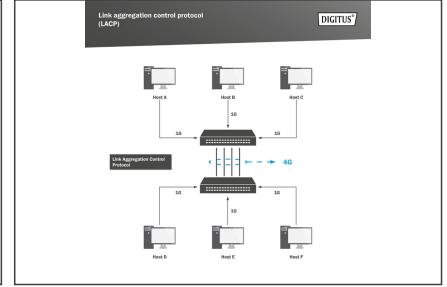 Link aggregation control protocol
(LACP)
DIGITUS®
Host A
Host B
Host C
1G
1G
1G
Link Aggregation Control
Protocol
4G
1G
1G
1G
Host D
Host E
Host F